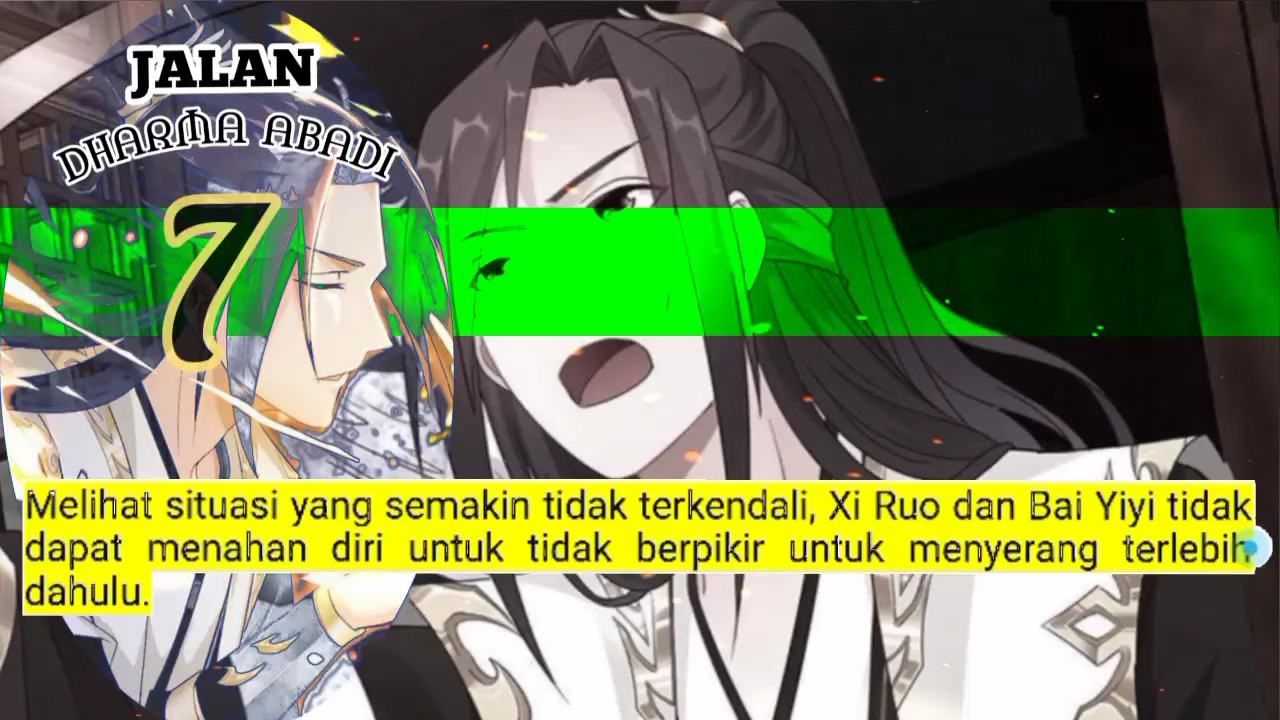 JALAN
DHARMA ABADI
7
Melihat situasi yang semakin tidak terkendali, Xi Ruo dan Bai Yiyi tidak
dapat menahan diri untuk tidak berpikir untuk menyerang terlebih
dahulu.